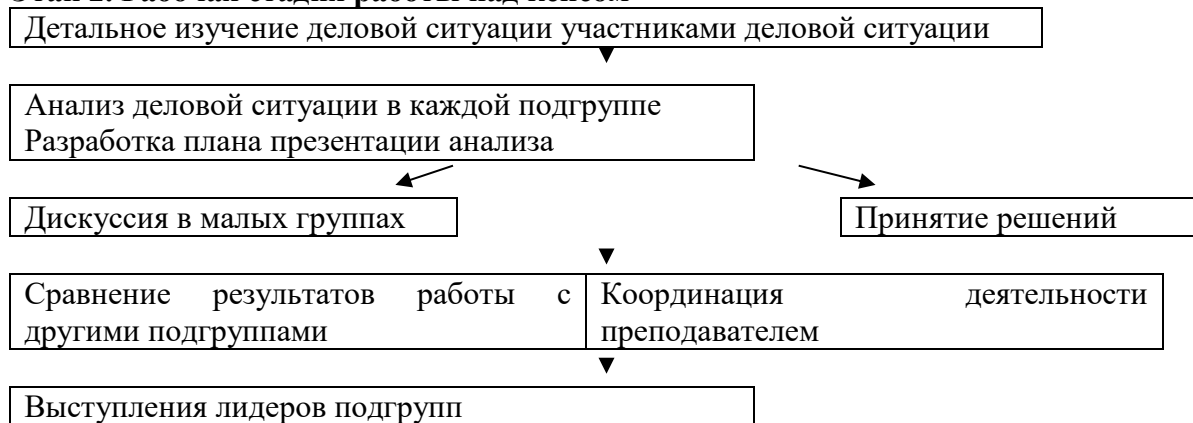 Детальное изучение деловой ситуации участниками деловой ситуации
Анализ деловой ситуации в каждой подгруппе
Разработка плана презентации анализа
Дискуссия в малых группах
Принятие решений
Сравнение результатов работы с
другими подгруппами
Координация деятельности
преподавателем
Выступления лидеров подгрупп